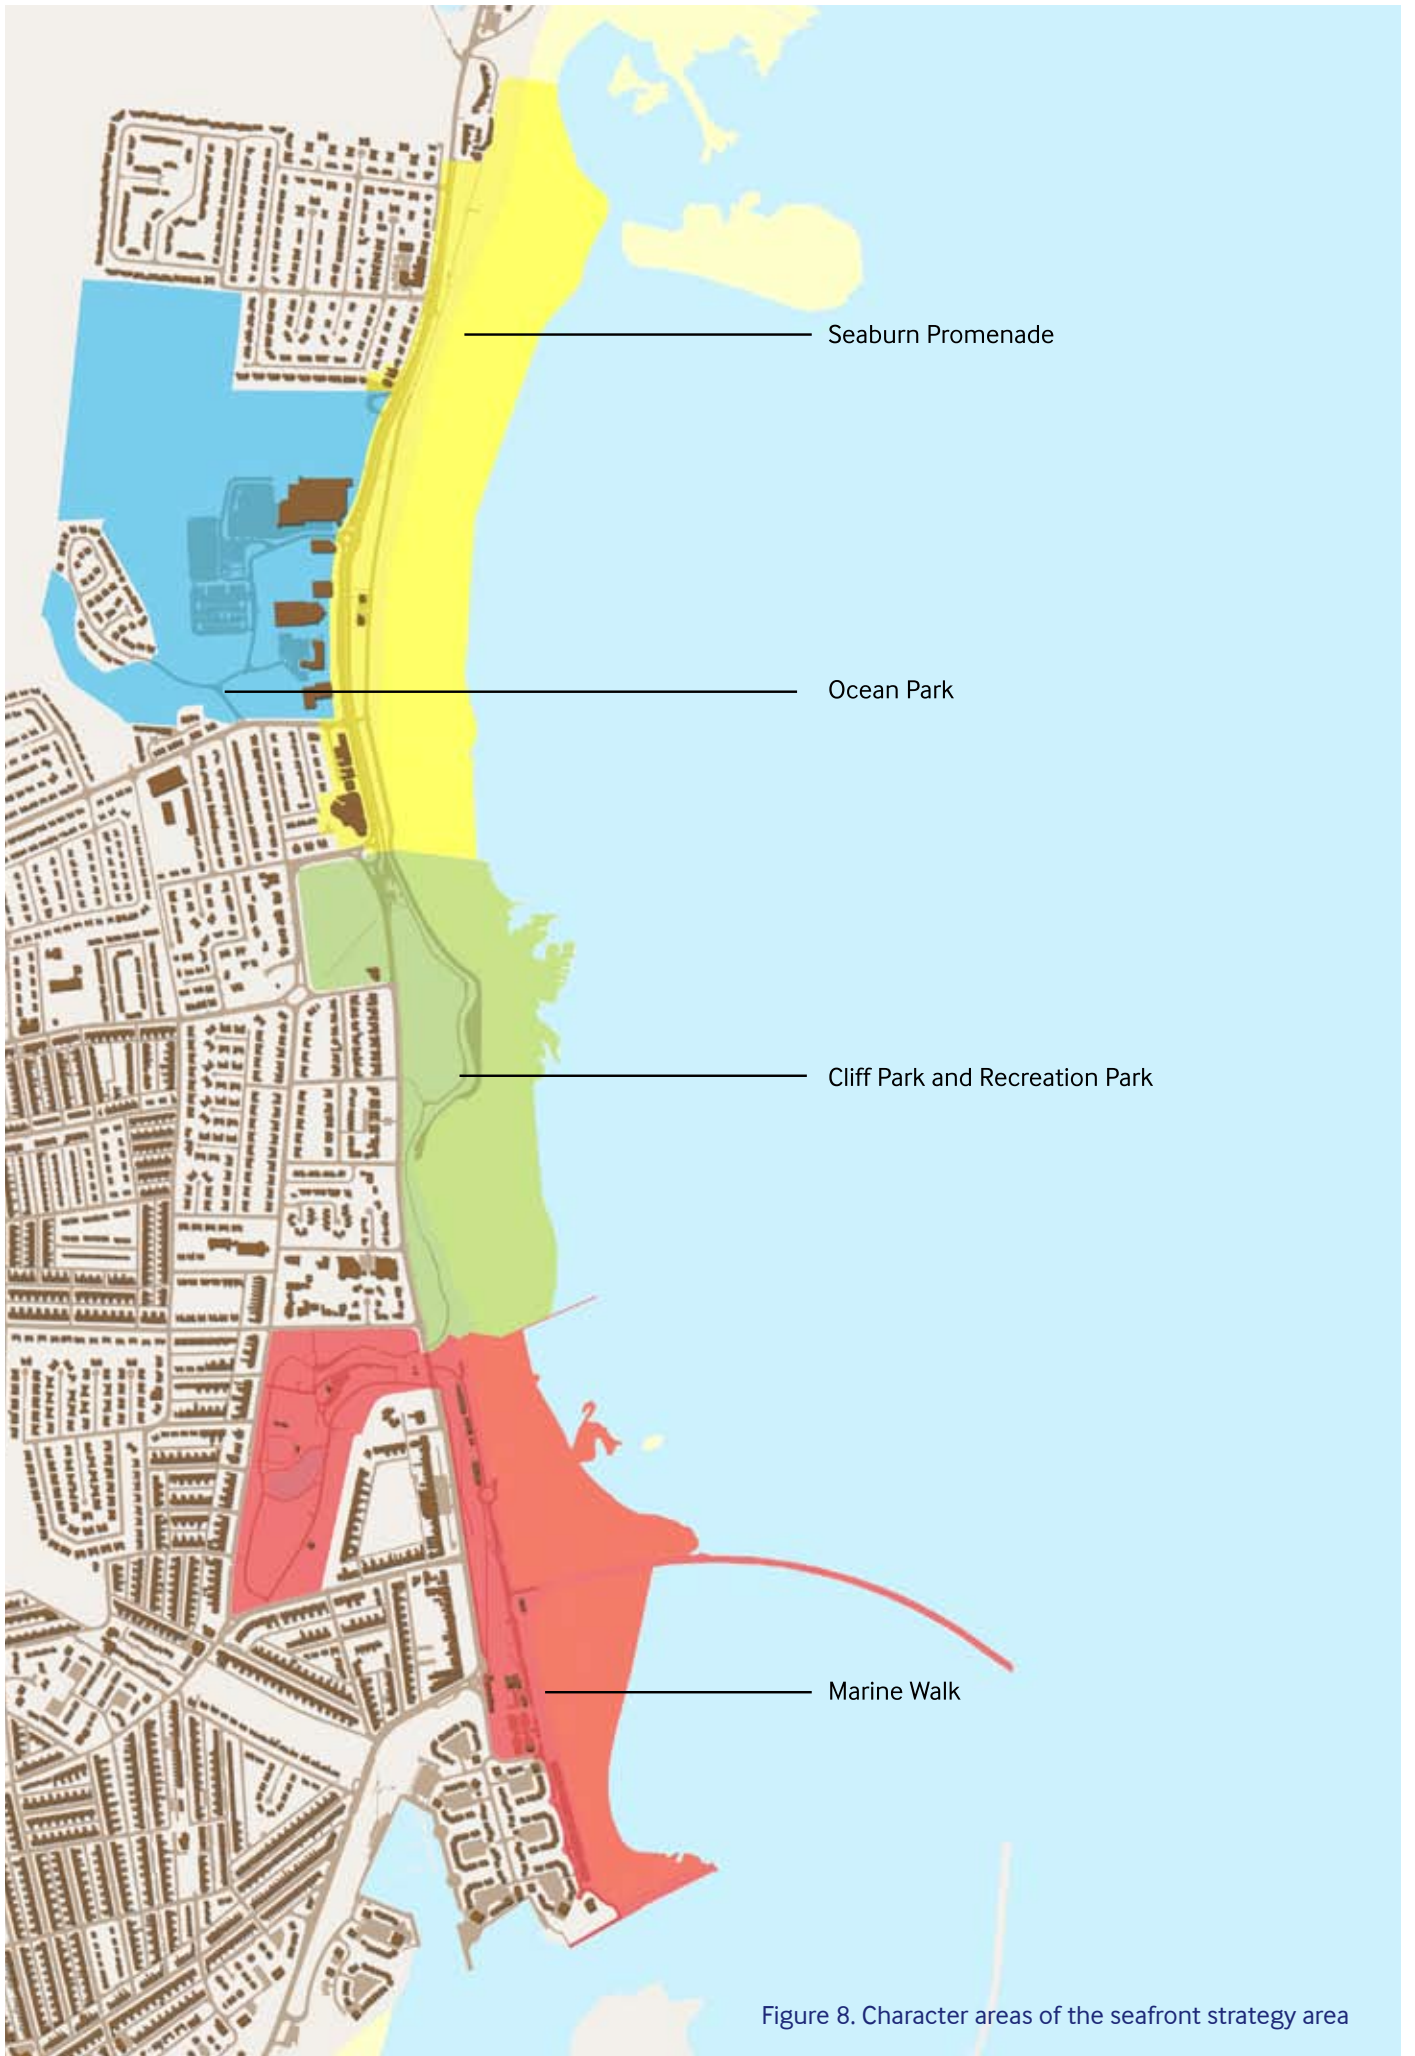 Seaburn Promenade
Ocean Park
Cliff Park and Recreation Park
Marine Walk
Figure 8. Character areas of the seafront strategy area